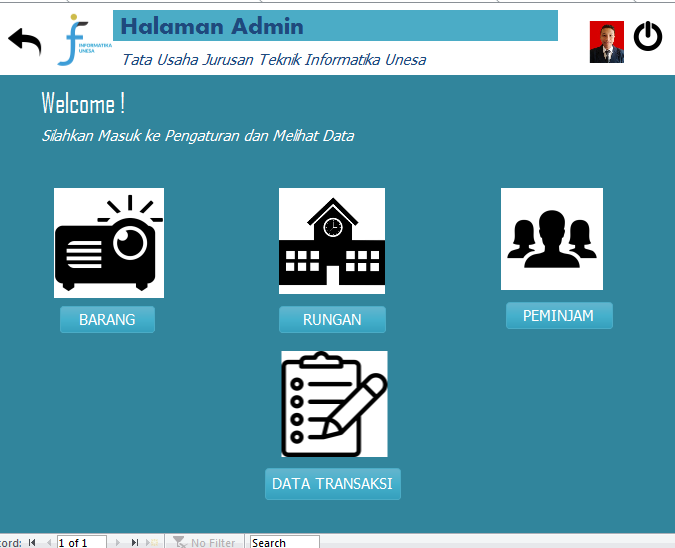 Halaman Admin
INFORMATIKA
UNESA
Tata Usaha Jurusan Teknik Informatika Unesa
Welcome !
Silahkan Masuk ke Pengaturan dan Melihat Data
BARANG
RUNGAN
PEMINJAM
DATA TRANSAKSI
cord:
1 of 1
No Filter
Search